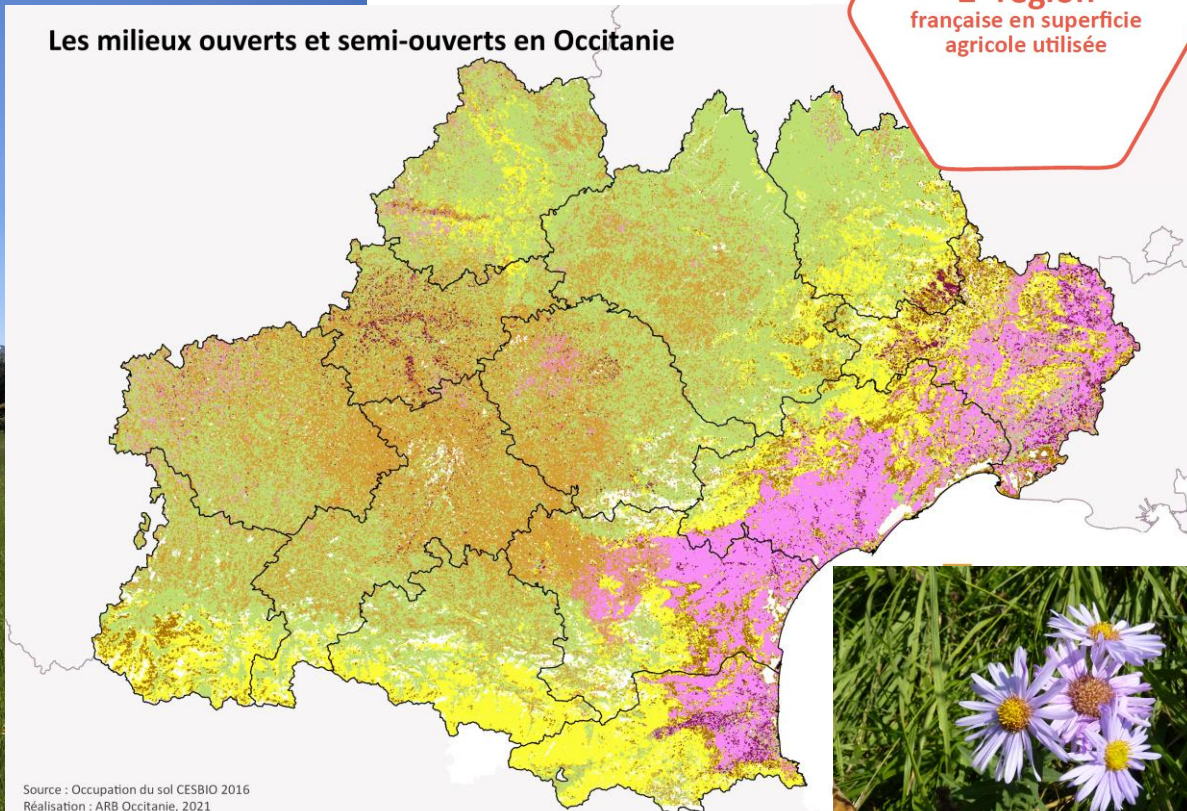 Les milieux ouverts et semi-ouverts en Occitanie
française en superficie
agricole utilisée
Source : Occupation du sol CESBIO 2016
Réalisation : ARB Occitanie, 2021